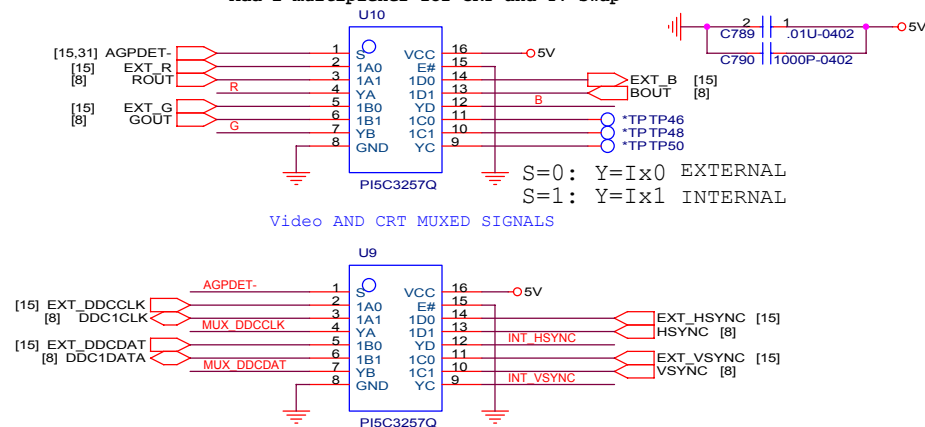 U10
[15,31] AGPDET-
[15] EXT_R
[8] ROUT
R
[15] EXT_G
[8] GOUT
G
1 S
2 1A0
3 1A1
4 YA
5 1B0
6 1B1
7 YB
8 GND
VCC 16
E# 15
1D0 14
1D1 13
YD 12
1C0 11
1C1 10
YC 9
5V
EXT_B [15]
BOUT [8]
B
*TP TP46
*TP TP48
*TP TP50
PI5C3257Q
2 1
C789 .01U-0402
5V
C790 1000P-0402
S=0: Y=Ix0 EXTERNAL
S=1: Y=Ix1 INTERNAL
Video AND CRT MUXED SIGNALS
U9
AGPDET-
[15] EXT_DDCCLK
[8] DDC1CLK
MUX_DDCCLK
[15] EXT_DDCDAT
[8] DDC1DATA
MUX_DDCDAT
1 S
2 1A0
3 1A1
4 YA
5 1B0
6 1B1
7 YB
8 GND
VCC 16
E# 15
1D0 14
1D1 13
YD 12
1C0 11
1C1 10
YC 9
5V
EXT_HSYNC [15]
HSYNC [8]
INT_HSYNC
EXT_VSYNC [15]
VSYNC [8]
INT_VSYNC
PI5C3257Q